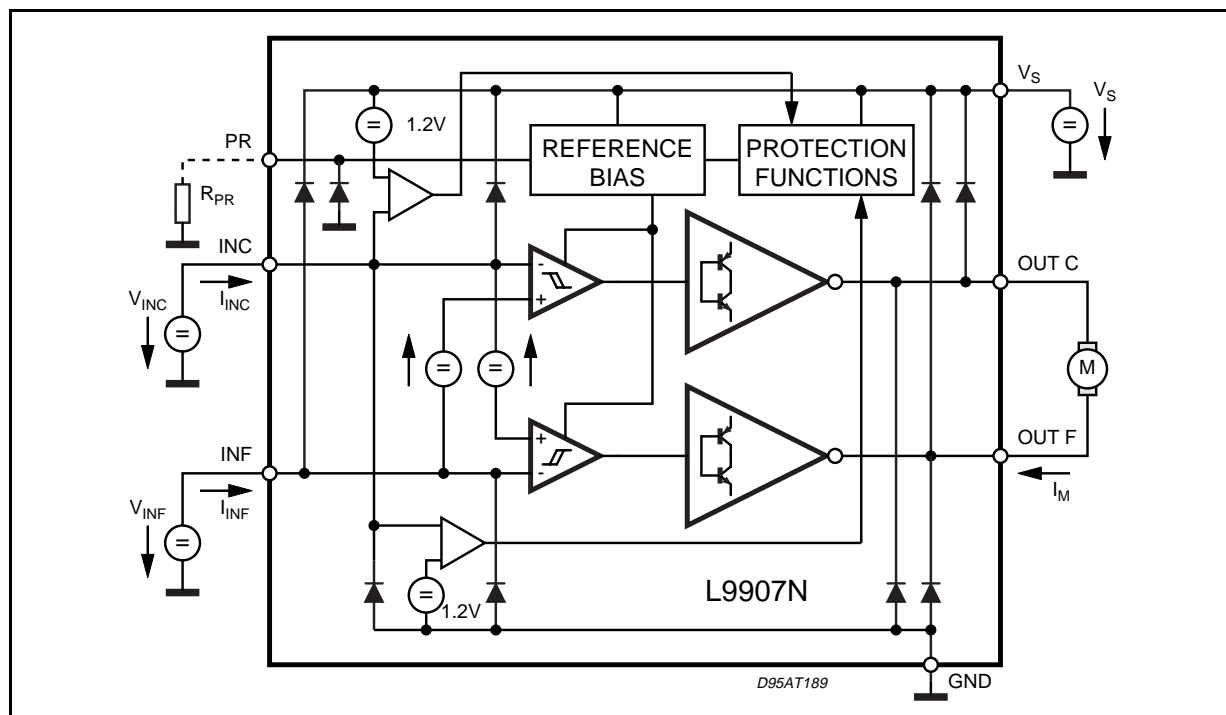 V_S
V_S
= 1.2V
PR
REFERENCE
BIAS
PROTECTION
FUNCTIONS
R_PR
INC
OUT C
I_INC
V_INC
=
-
+
=
=
=
M
+
-
INF
OUT F
I_INF
I_M
V_INF
=
=
1.2V
L9907N
D95AT189
GND